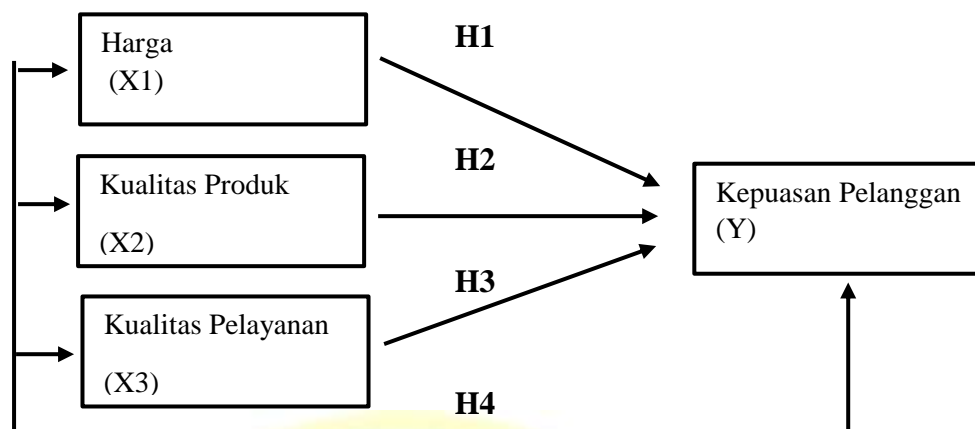 Harga
(X1)
H1
Kualitas Produk
(X2)
H2
Kualitas Pelayanan
(X3)
H3
H4
Kepuasan Pelanggan
(Y)